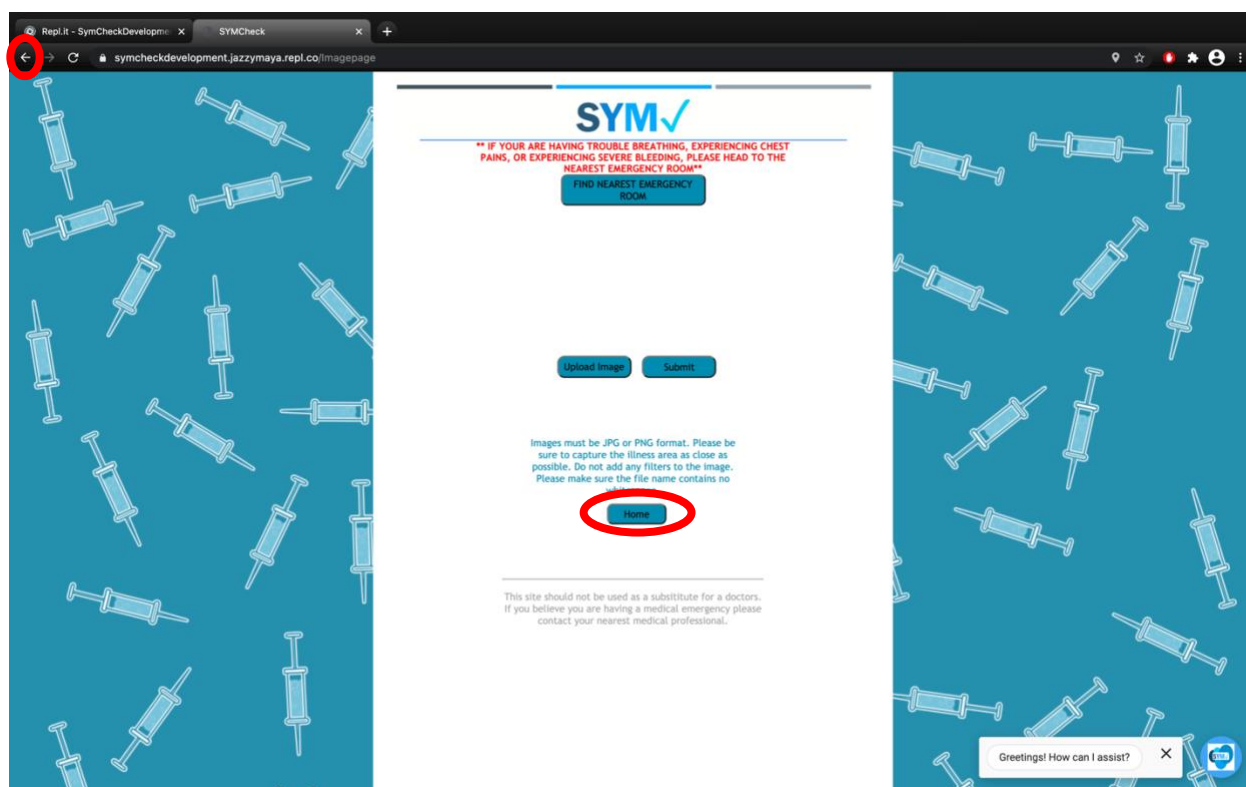 Repl.it - SymCheckDevelopme
SYMCheck
symcheckdevelopment.jazzymaya.repl.co/Imagepage
SYM✓
** IF YOUR ARE HAVING TROUBLE BREATHING, EXPERIENCING CHEST
PAINS, OR EXPERIENCING SEVERE BLEEDING, PLEASE HEAD TO THE
NEAREST EMERGENCY ROOM**
FIND NEAREST EMERGENCY
ROOM
Upload Image
Submit
Images must be JPG or PNG format. Please be
sure to capture the illness area as close as
possible. Do not add any filters to the image.
Please make sure the file name contains no
Home
This site should not be used as a subsititute for a doctors.
If you believe you are having a medical emergency please
contact your nearest medical professional.
Greetings! How can I assist?